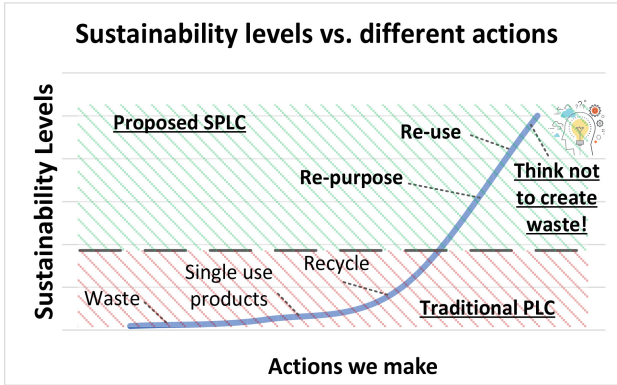 Sustainability levels vs. different actions
Sustainability Levels
Proposed SPLC
Re-use
Re-purpose
Think not
to create
waste!
Recycle
Single use
products
Waste
Traditional PLC
Actions we make